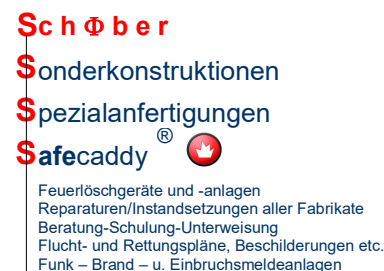 Sch Φ b e r
Sonderkonstruktionen
Spezialanfertigungen
Safecaddy ®
Feuerlöschgeräte und -anlagen
Reparaturen/Instandsetzungen aller Fabrikate
Beratung-Schulung-Unterweisung
Flucht- und Rettungspläne, Beschilderungen etc.
Funk – Brand – u. Einbruchsmeldeanlagen